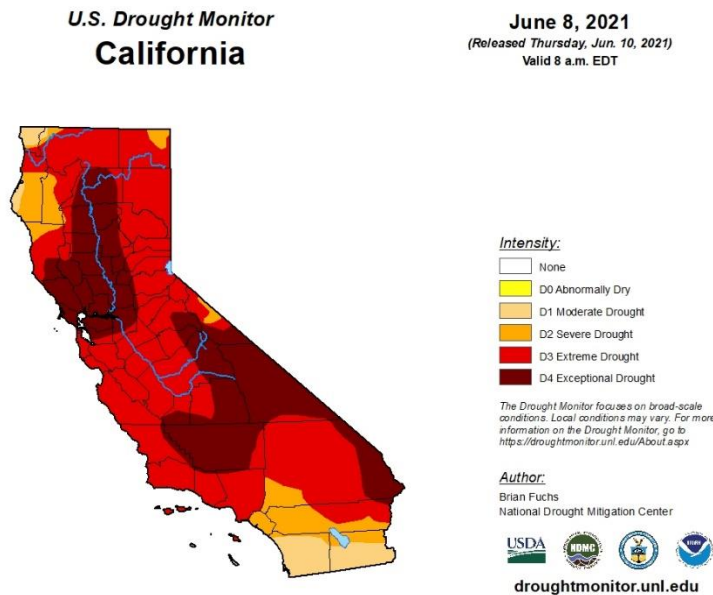 U.S. Drought Monitor
California
June 8, 2021
(Released Thursday, Jun. 10, 2021)
Valid 8 a.m. EDT
Intensity:
None
D0 Abnormally Dry
D1 Moderate Drought
D2 Severe Drought
D3 Extreme Drought
D4 Exceptional Drought
The Drought Monitor focuses on broad-scale
conditions. Local conditions may vary. For more
information on the Drought Monitor, go to
https://droughtmonitor.unl.edu/About.aspx
Author:
Brian Fuchs
National Drought Mitigation Center
USDA
NDMC
droughtmonitor.unl.edu